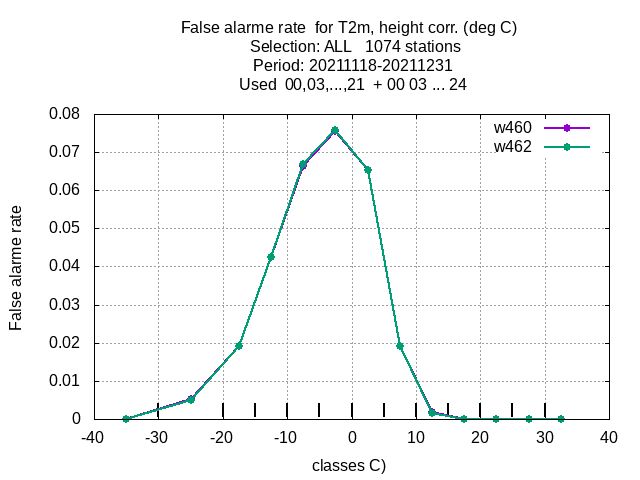 False alarme rate  for T2m, height corr. (deg C)
Selection: ALL   1074 stations
Period: 20211118-20211231
Used  00,03,...,21  + 00 03 ... 24
w460
w462
0.08
0.07
0.06
0.05
0.04
0.03
0.02
0.01
0
False alarme rate
-40 -30 -20 -10 0 10 20 30 40
classes C)